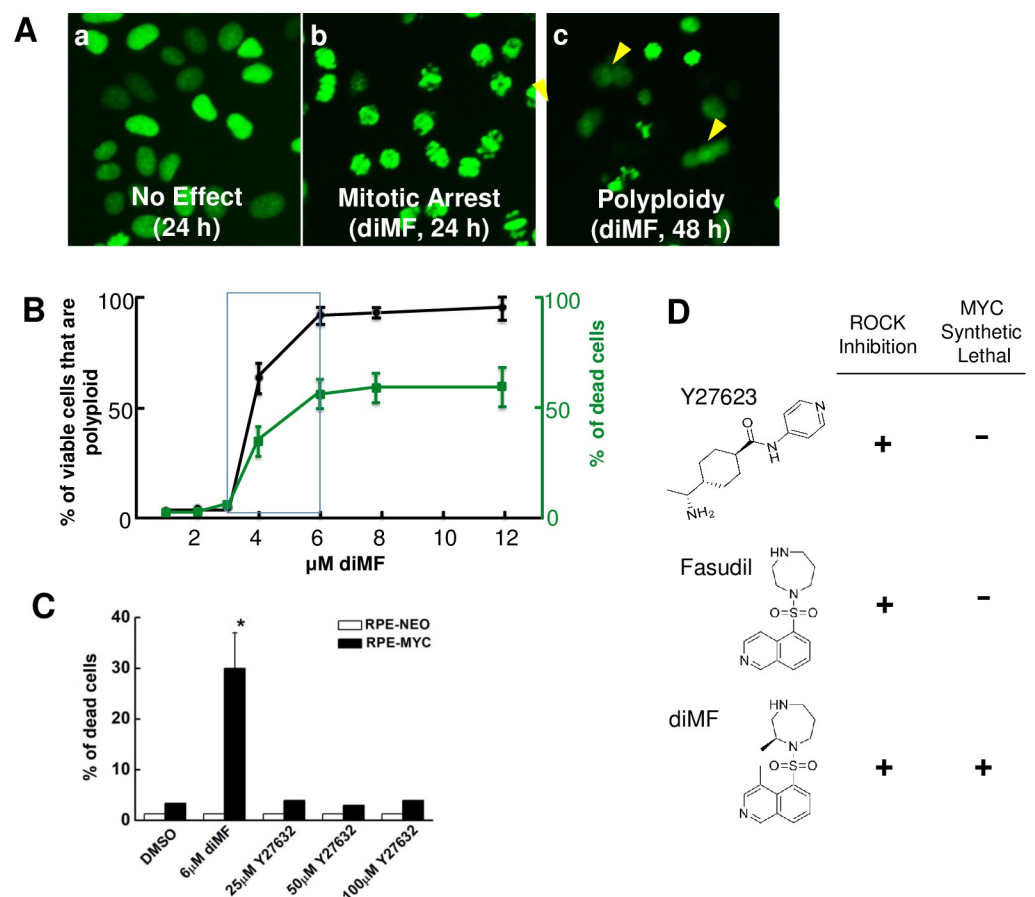 A
a
b
c
No Effect
(24 h)
Mitotic Arrest
(diMF, 24 h)
Polyploidy
(diMF, 48 h)
B
% of viable cells that are
polyploid
100
50
0
2
4
6
8
10
12
µM diMF
100
50
0
% of dead cells
C
% of dead cells
40
30
20
10
0
*
RPE-NEO
RPE-MYC
DMSO
6µM diMF
25µM Y27632
50µM Y27632
100µM Y27632
D
ROCK
Inhibition
MYC
Synthetic
Lethal
Y27623
O
N
N
H
NH2
+
-
Fasudil
HN
N
O=S=O
N
+
-
diMF
HN
N
O=S=O
N
+
+